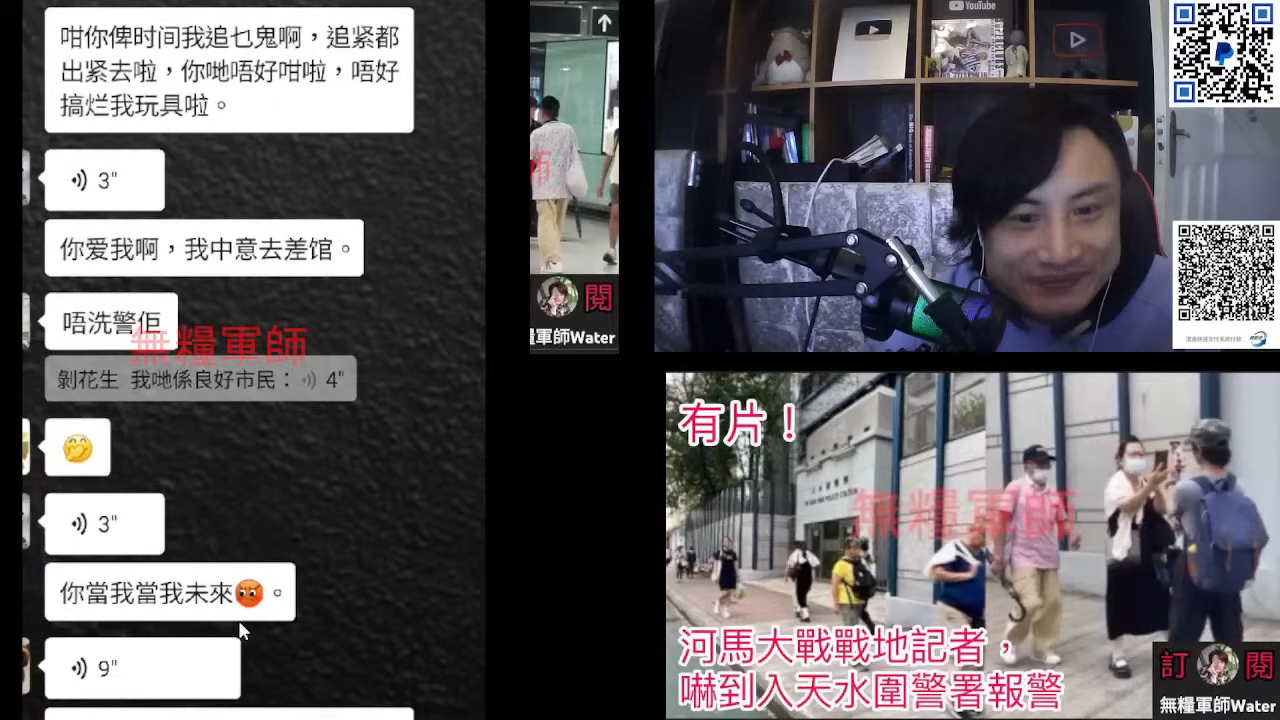 咁你俾时间我追乜鬼啊，追紧都
出紧去啦，你哋唔好咁啦，唔好
搞烂我玩具啦。
3"
你爱我啊，我中意去差馆。
唔洗警佢
無糧軍師
剝花生 我哋係良好市民： 4"
3"
你當我當我未來。
9"
師
閱
糧軍師Water
YouTube
有片！
無糧軍師
河馬大戰戰地記者，
嚇到入天水圍警署報警
訂
閱
無糧軍師Water